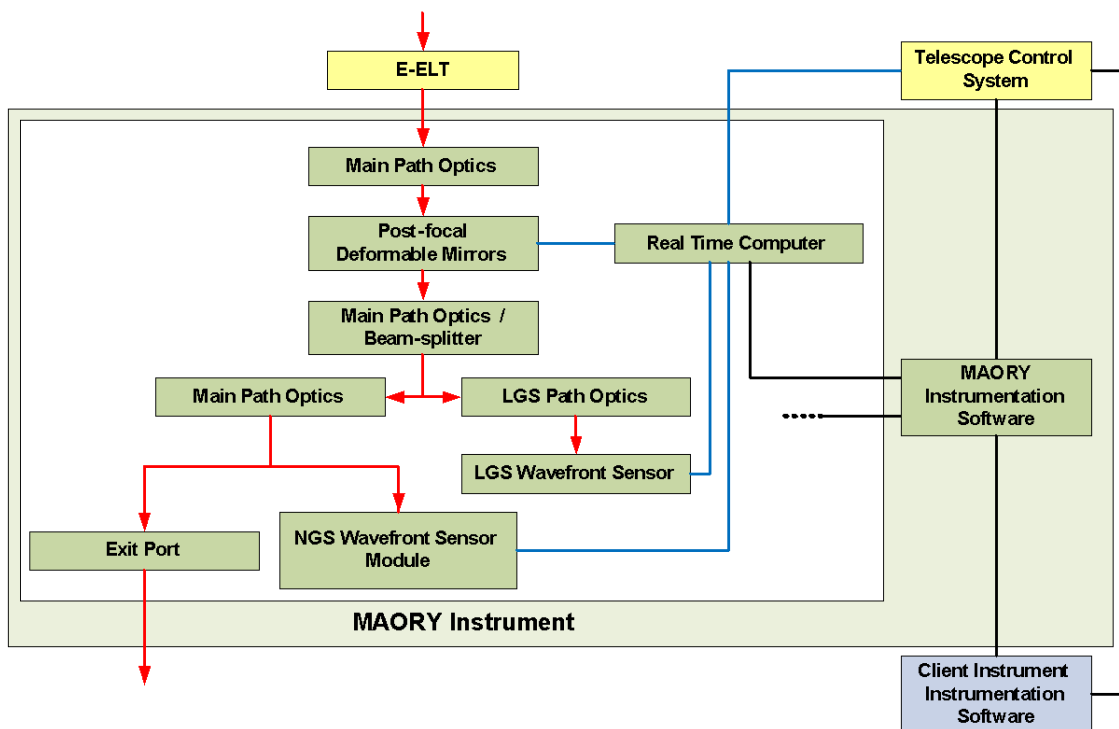 E-ELT
Telescope Control
System
Main Path Optics
Post-focal
Deformable Mirrors
Real Time Computer
Main Path Optics /
Beam-splitter
Main Path Optics
LGS Path Optics
MAORY
Instrumentation
Software
LGS Wavefront Sensor
Exit Port
NGS Wavefront Sensor
Module
MAORY Instrument
Client Instrument
Instrumentation
Software